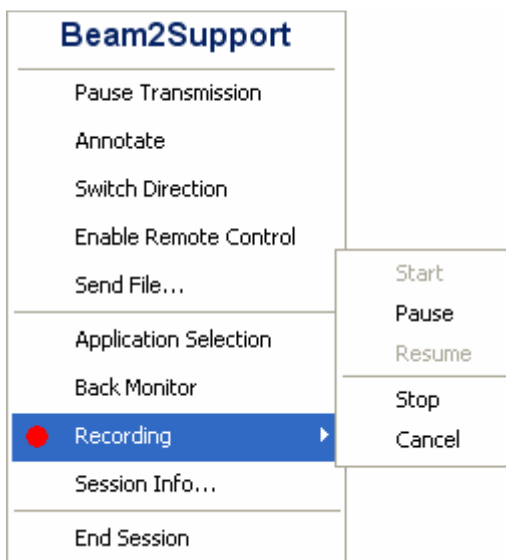 Beam2Support
Pause Transmission
Annotate
Switch Direction
Enable Remote Control
Send File...
Application Selection
Back Monitor
Recording
Session Info...
End Session
Start
Pause
Resume
Stop
Cancel